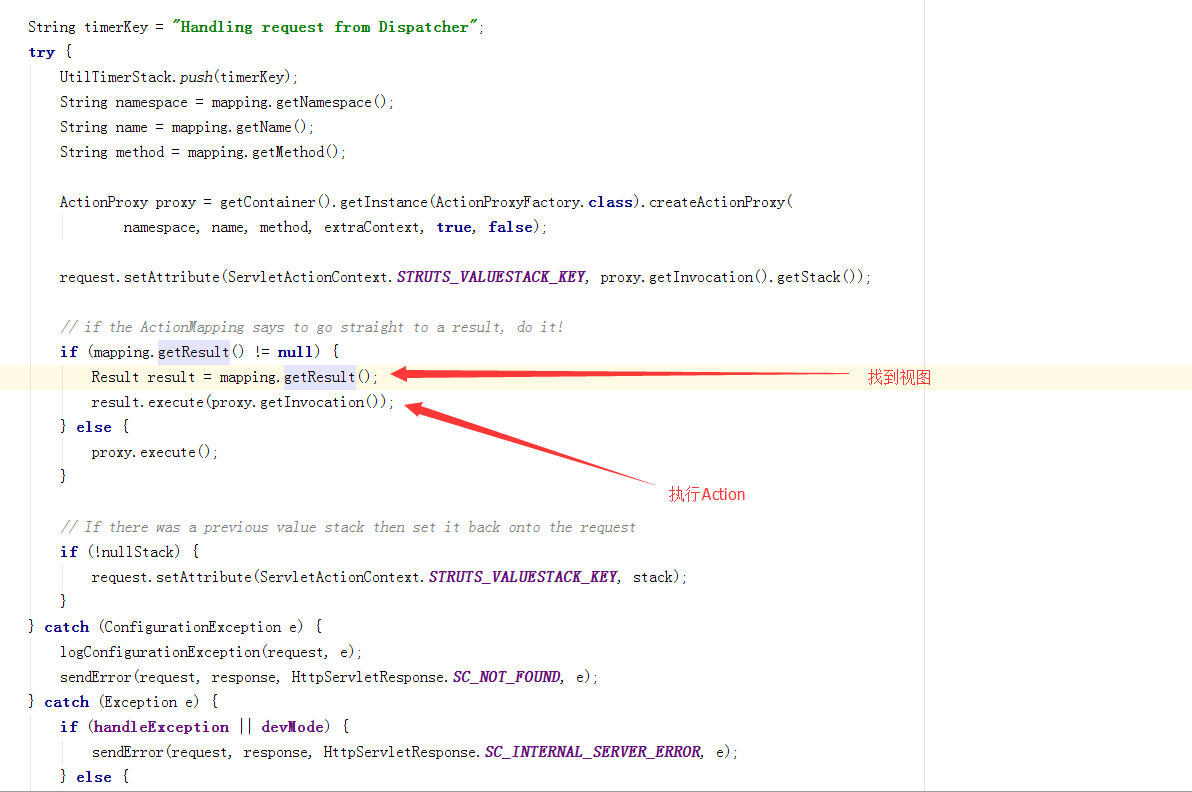 String timerKey = "Handling request from Dispatcher";
try {
UtilTimerStack.push(timerKey);
String namespace = mapping.getNamespace();
String name = mapping.getName();
String method = mapping.getMethod();
ActionProxy proxy = getContainer().getInstance(ActionProxyFactory.class).createActionProxy(
namespace, name, method, extraContext, true, false);
request.setAttribute(ServletActionContext.STRUTS_VALUESTACK_KEY, proxy.getInvocation().getStack());
// if the ActionMapping says to go straight to a result, do it!
if (mapping.getResult() != null) {
Result result = mapping.getResult();
找到视图
result.execute(proxy.getInvocation());
} else {
proxy.execute();
}
执行Action
// If there was a previous value stack then set it back onto the request
if (!nullStack) {
request.setAttribute(ServletActionContext.STRUTS_VALUESTACK_KEY, stack);
}
} catch (ConfigurationException e) {
logConfigurationException(request, e);
sendError(request, response, HttpServletResponse.SC_NOT_FOUND, e);
} catch (Exception e) {
if (handleException || devMode) {
sendError(request, response, HttpServletResponse.SC_INTERNAL_SERVER_ERROR, e);
} else {